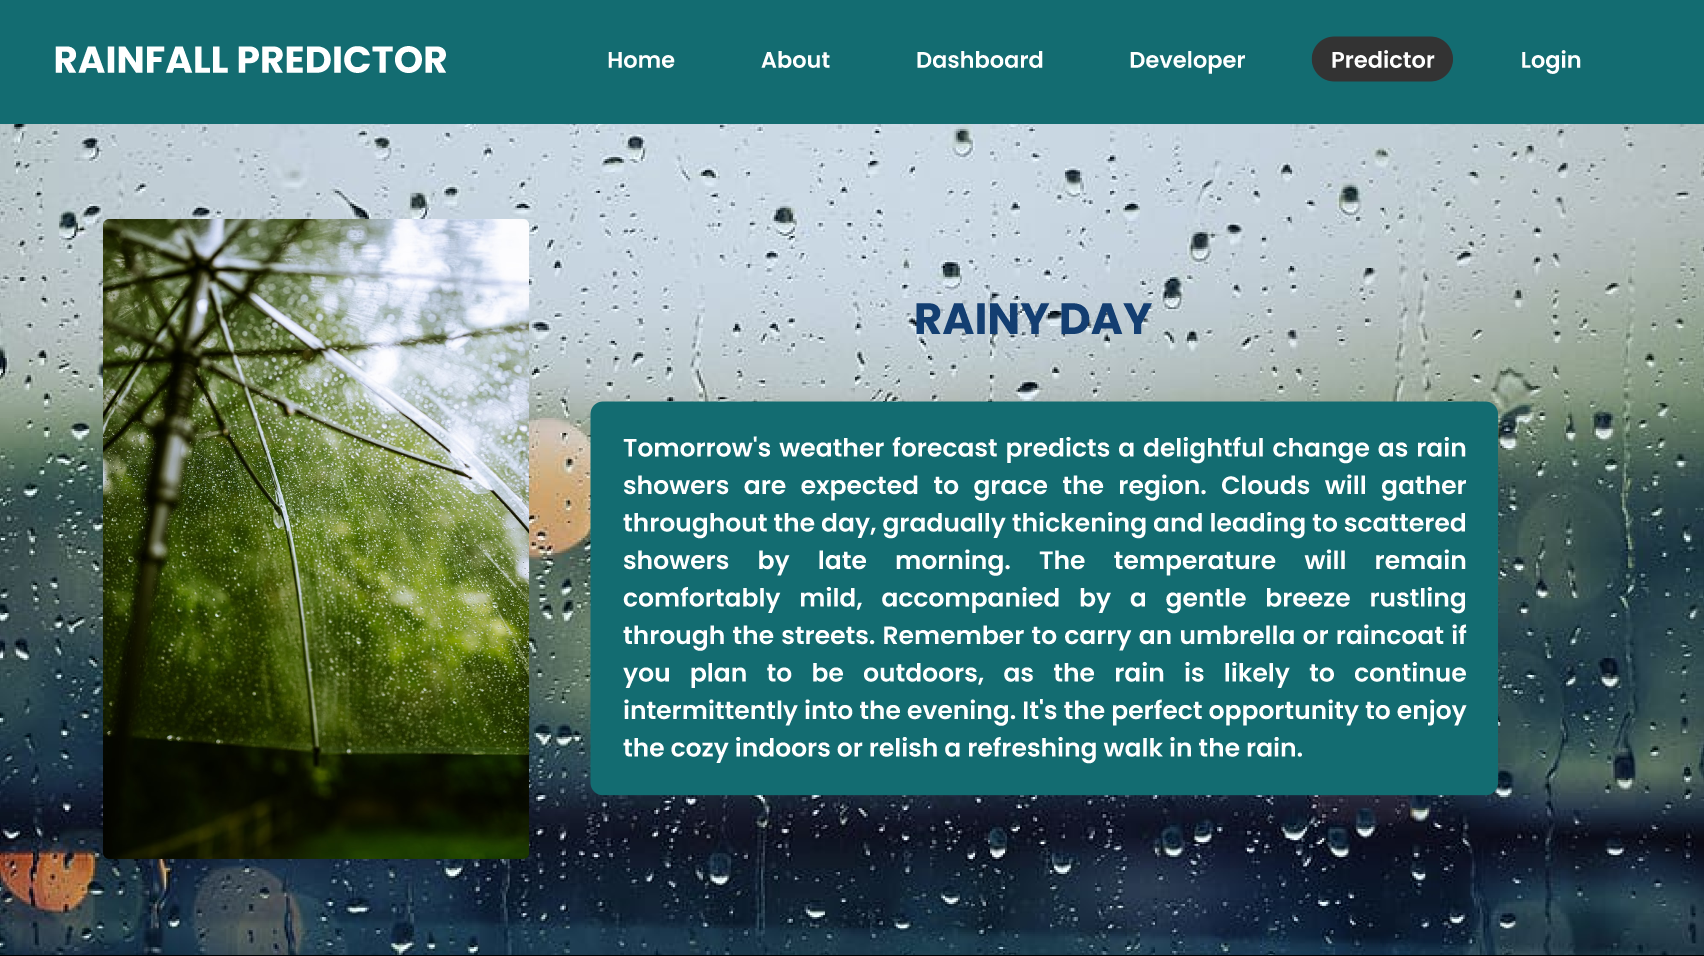 RAINFALL PREDICTOR
Home
About
Dashboard
Developer
Predictor
Login
RAINY DAY
Tomorrow's weather forecast predicts a delightful change as rain
showers are expected to grace the region. Clouds will gather
throughout the day, gradually thickening and leading to scattered
showers by late morning. The temperature will remain
comfortably mild, accompanied by a gentle breeze rustling
through the streets. Remember to carry an umbrella or raincoat if
you plan to be outdoors, as the rain is likely to continue
intermittently into the evening. It's the perfect opportunity to enjoy
the cozy indoors or relish a refreshing walk in the rain.